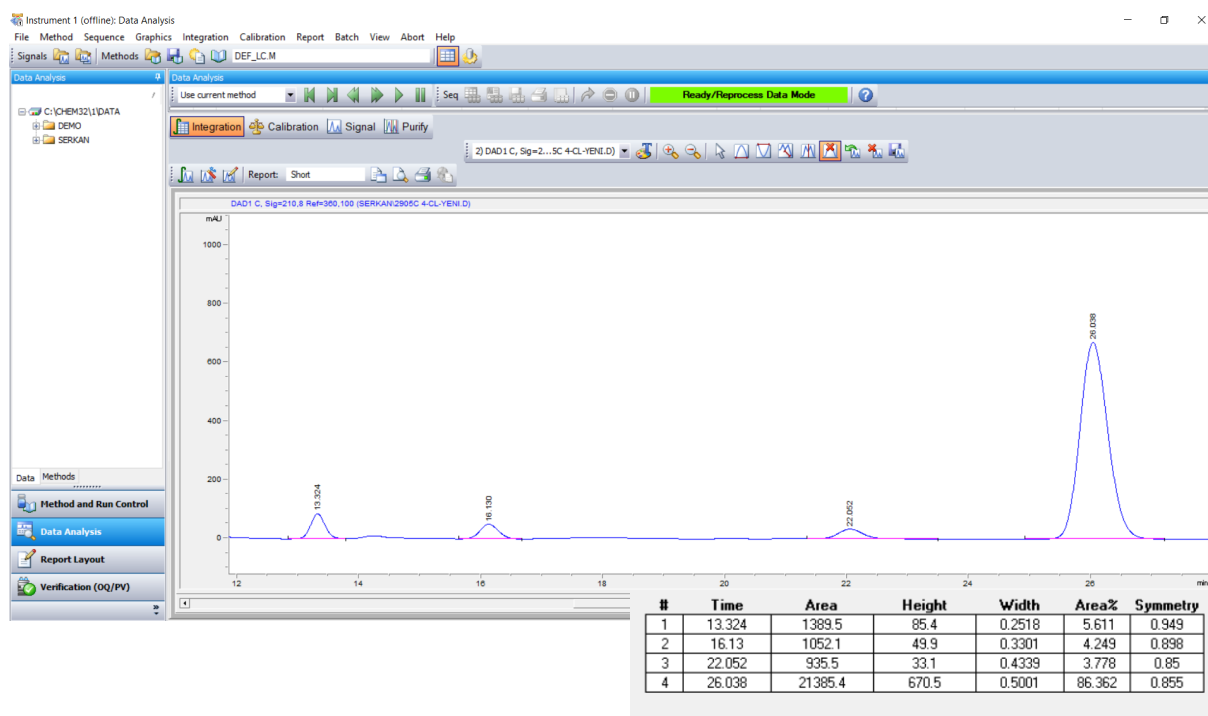 Instrument 1 (offline): Data Analysis
File Method Sequence Graphics Integration Calibration Report Batch View Abort Help
Signals Methods DEF_LC.M
Data Analysis
Data Analysis
Use current method Seq Ready/Reprocess Data Mode
C:\CHEM32\1\DATA
DEMO
SERKAN
Integration Calibration Signal Purify
2) DAD1 C, Sig=2...5C 4-CL-YENI.D)
Report: Short
DAD1 C, Sig=210,8 Ref=360,100 (SERKAN\2905C 4-CL-YENI.D)
mAU
1000
800
600
400
200
0
13.324
16.130
22.052
26.038
12 14 16 18 20 22 24 26 min
Data Methods
Method and Run Control
Data Analysis
Report Layout
Verification (OQ/PV)
# Time Area Height Width Area% Symmetry
1 13.324 1389.5 85.4 0.2518 5.611 0.949
2 16.13 1052.1 49.9 0.3301 4.249 0.898
3 22.052 935.5 33.1 0.4339 3.778 0.85
4 26.038 21385.4 670.5 0.5001 86.362 0.855